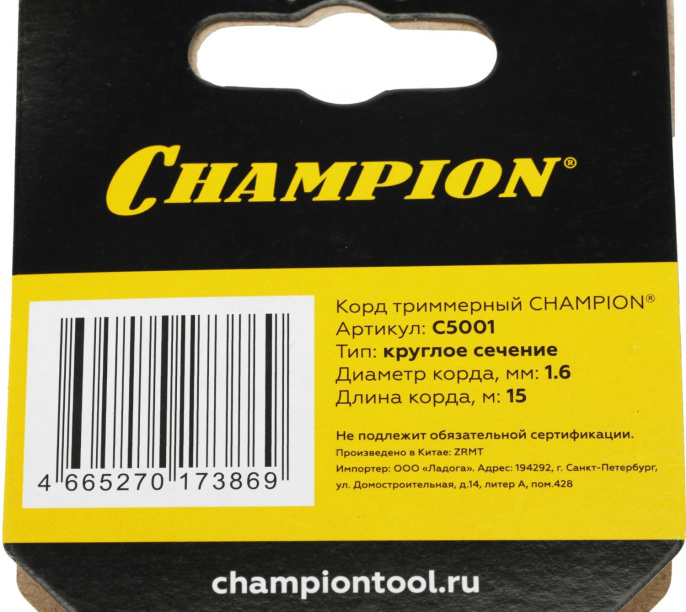 CHAMPION®
Корд триммерный CHAMPION®
Артикул: C5001
Тип: круглое сечение
Диаметр корда, мм: 1.6
Длина корда, м: 15
Не подлежит обязательной сертификации.
Произведено в Китае: ZRMT
Импортер: ООО «Ладога». Адрес: 194292, г. Санкт-Петербург,
ул. Домостроительная, д.14, литер А, пом.428
4 665270 173869
championtool.ru